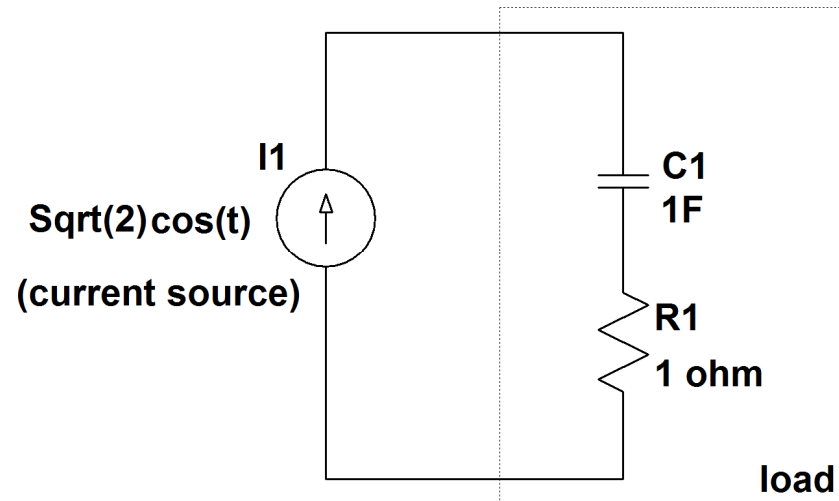 I1
Sqrt(2)cos(t)
(current source)
C1
1F
R1
1 ohm
load